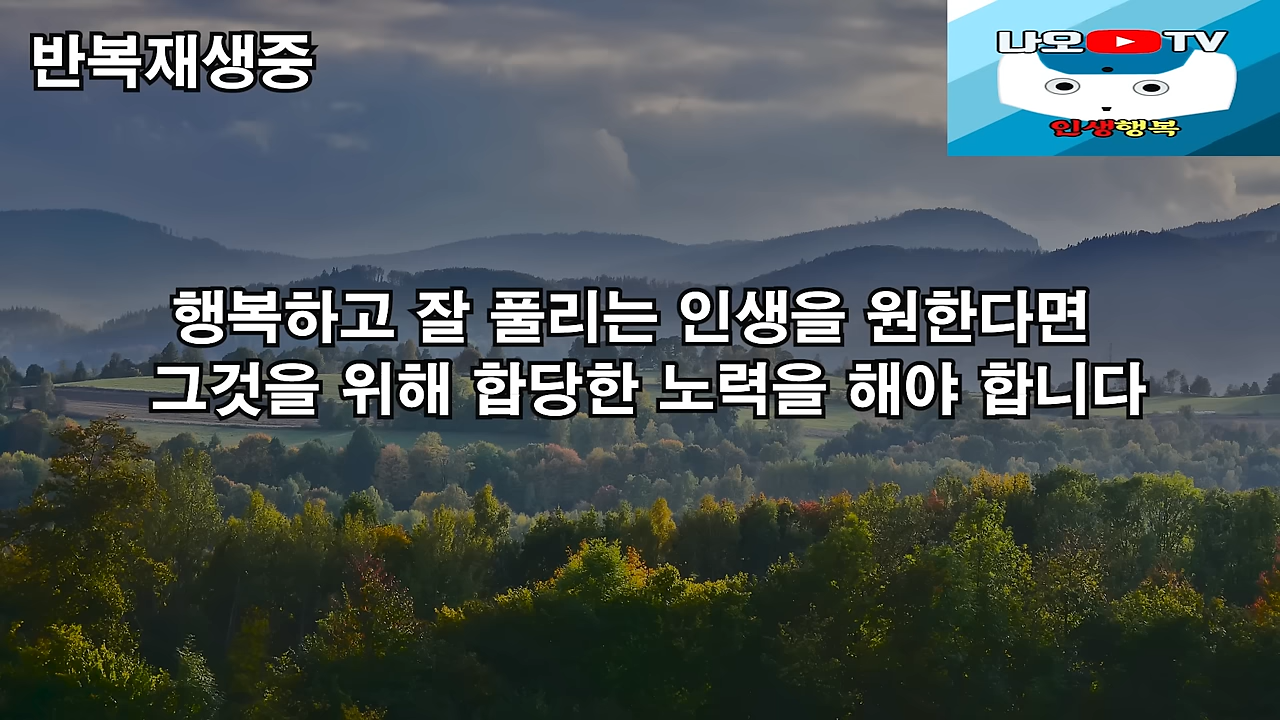 반복재생중
나오 TV
인생행복
행복하고 잘 풀리는 인생을 원한다면
그것을 위해 합당한 노력을 해야 합니다